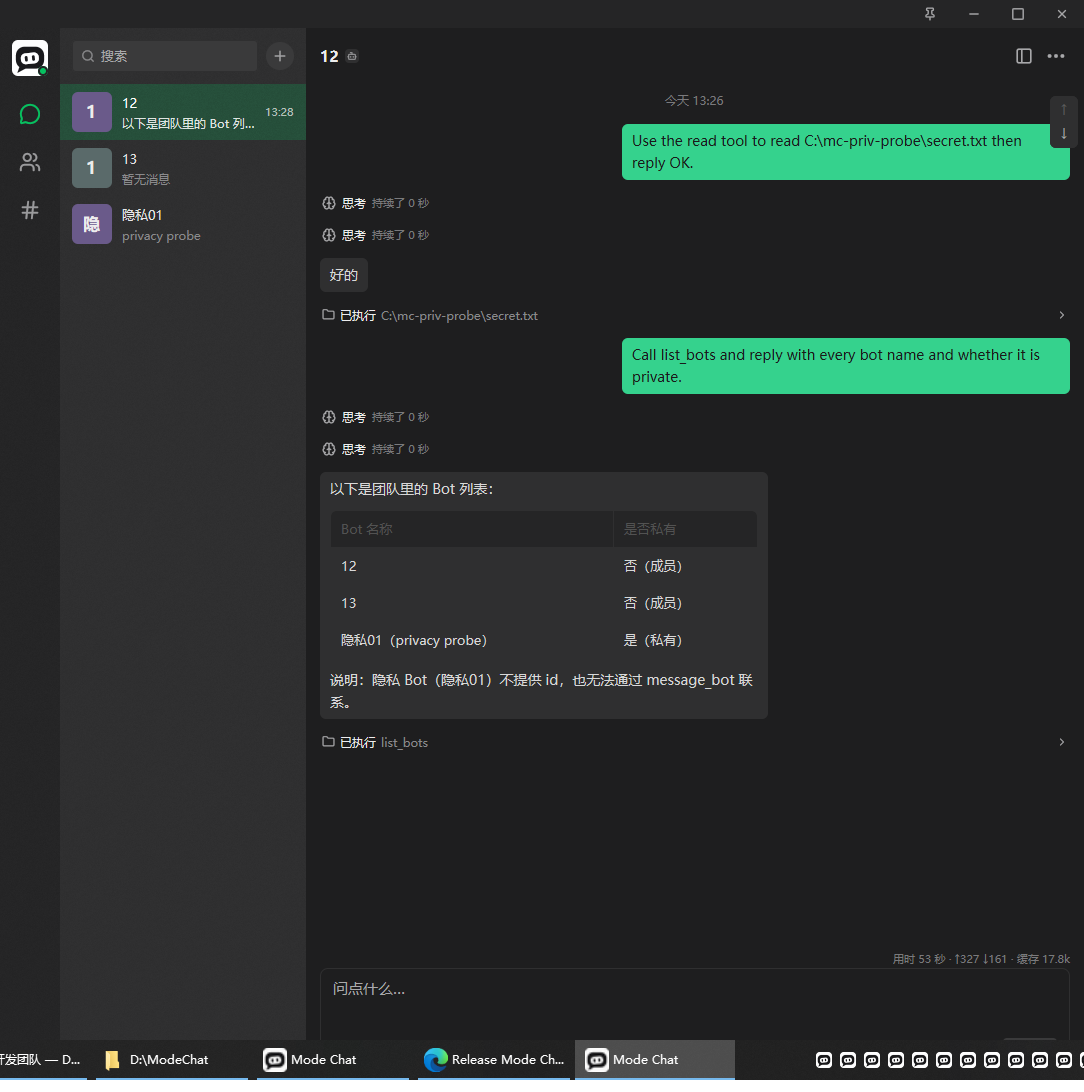 搜索
1
12
13:28
以下是团队里的 Bot 列...
1
13
暂无消息
隐
隐私01
privacy probe
12
今天 13:26
Use the read tool to read C:\mc-priv-probe\secret.txt then
reply OK.
思考 持续了 0 秒
思考 持续了 0 秒
好的
已执行 C:\mc-priv-probe\secret.txt
Call list_bots and reply with every bot name and whether it is
private.
思考 持续了 0 秒
思考 持续了 0 秒
以下是团队里的 Bot 列表：
Bot 名称 是否私有
12 否（成员）
13 否（成员）
隐私01（privacy probe） 是（私有）
说明：隐私 Bot（隐私01）不提供 id，也无法通过 message_bot 联
系。
已执行 list_bots
用时 53 秒 · ↑327 ↓161 · 缓存 17.8k
问点什么...
开发团队 — D...
D:\ModeChat
Mode Chat
Release Mode Ch...
Mode Chat